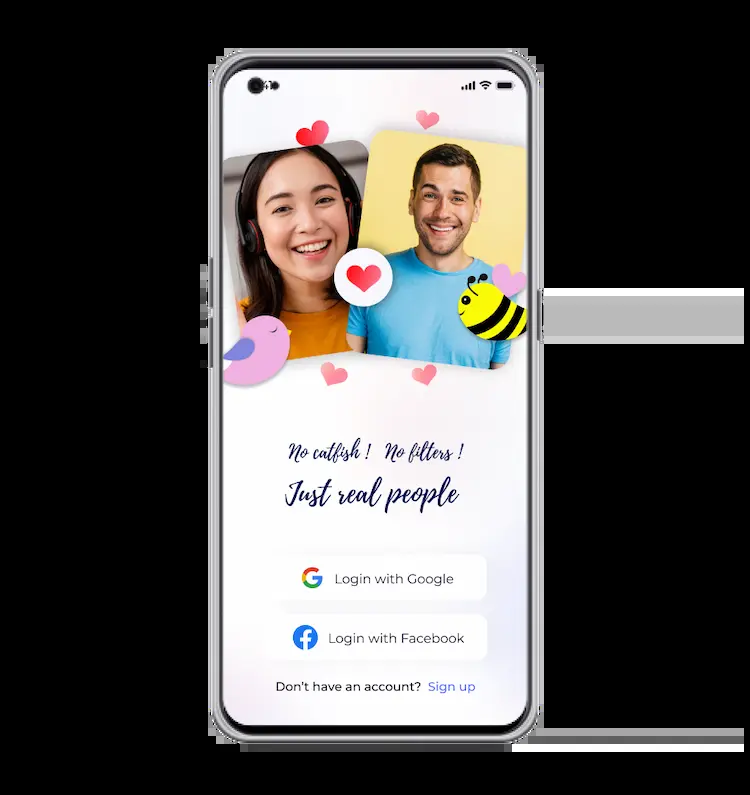 No catfish ! No filters !
Just real people
Login with Google
Login with Facebook
Don't have an account? Sign up